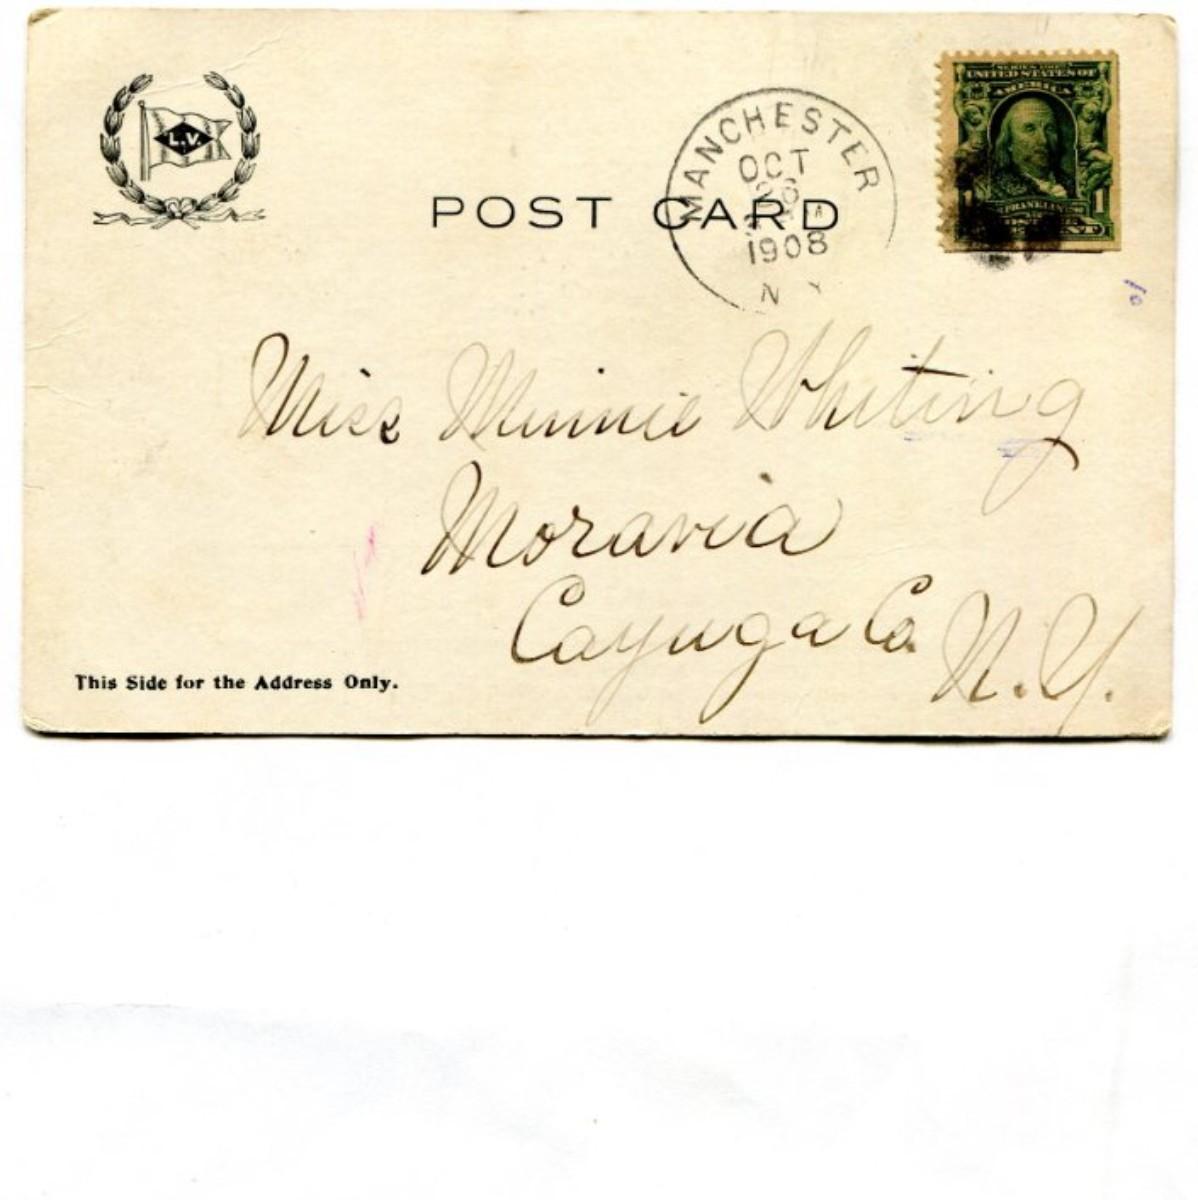 L.V.
POST CARD
MANCHESTER
OCT
1908
N Y
UNITED STATES OF
AMERICA
FRANKLIN
1 1
Miss Minnie Whiting
Moravia
Cayuga Co. N.Y.
This Side for the Address Only.